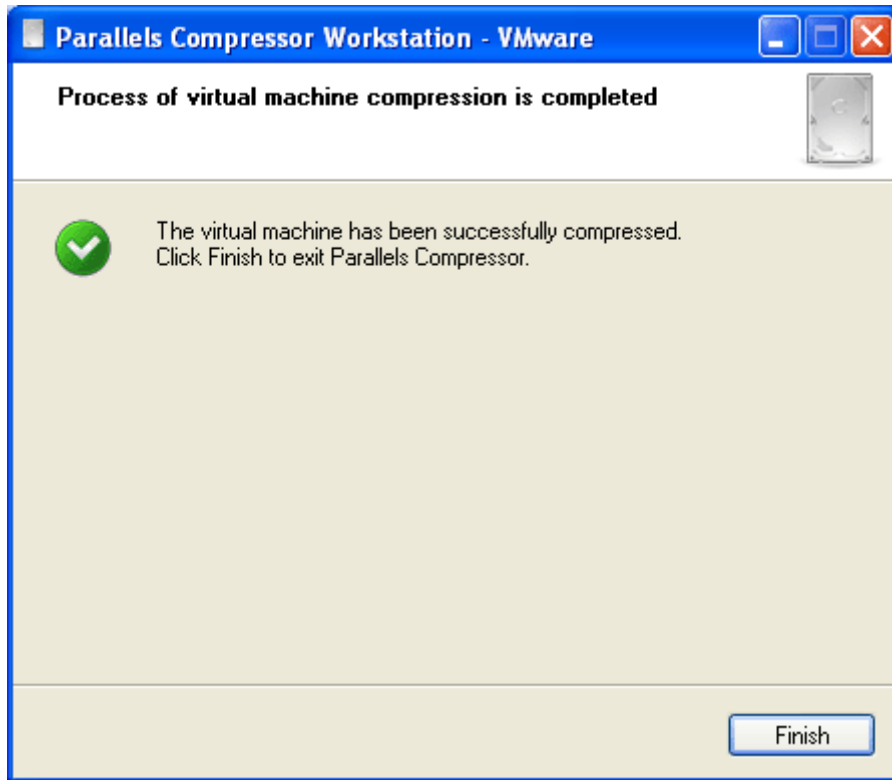 Parallels Compressor Workstation - VMware
Process of virtual machine compression is completed
The virtual machine has been successfully compressed.
Click Finish to exit Parallels Compressor.
Finish